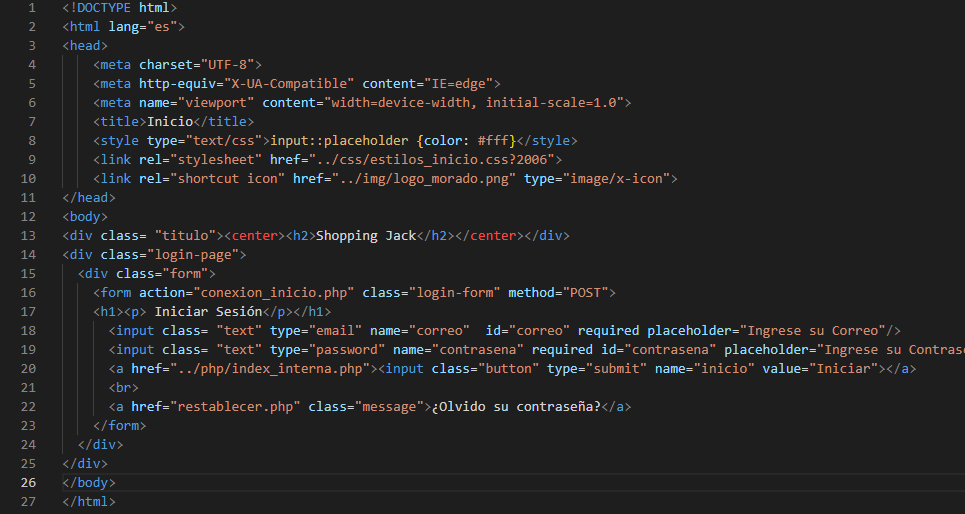 1 <!DOCTYPE html>
2 <html lang="es">
3 <head>
4 <meta charset="UTF-8">
5 <meta http-equiv="X-UA-Compatible" content="IE=edge">
6 <meta name="viewport" content="width=device-width, initial-scale=1.0">
7 <title>Inicio</title>
8 <style type="text/css">input::placeholder {color: #fff}</style>
9 <link rel="stylesheet" href="../css/estilos_inicio.css?2006">
10 <link rel="shortcut icon" href="../img/logo_morado.png" type="image/x-icon">
11 </head>
12 <body>
13 <div class= "titulo"><center><h2>Shopping Jack</h2></center></div>
14 <div class="login-page">
15 <div class="form">
16 <form action="conexion_inicio.php" class="login-form" method="POST">
17 <h1><p> Iniciar Sesión</p></h1>
18 <input class= "text" type="email" name="correo"  id="correo" required placeholder="Ingrese su Correo"/>
19 <input class= "text" type="password" name="contrasena" required id="contrasena" placeholder="Ingrese su Contras
20 <a href="../php/index_interna.php"><input class="button" type="submit" name="inicio" value="Iniciar"></a>
21 <br>
22 <a href="restablecer.php" class="message">¿Olvido su contraseña?</a>
23 </form>
24 </div>
25 </div>
26 </body>
27 </html>